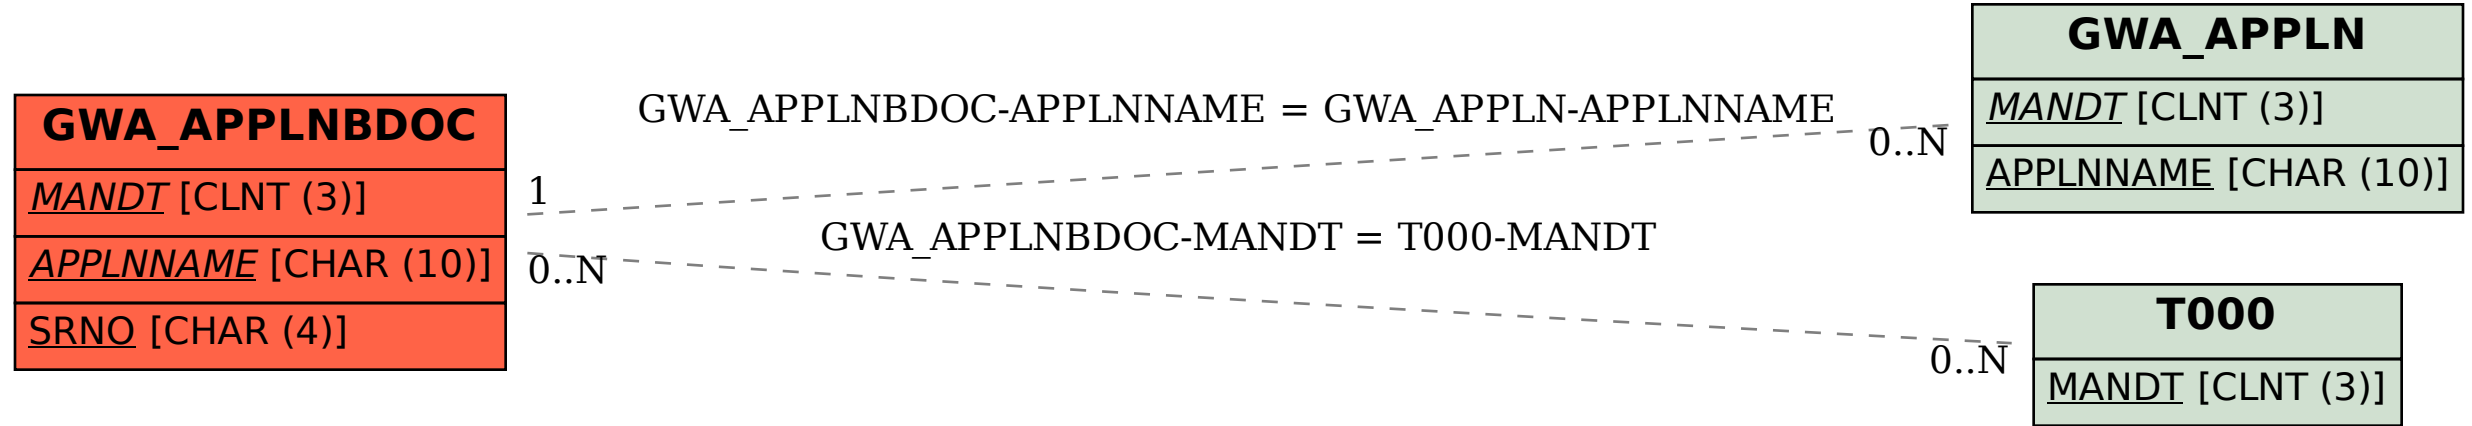 GWA_APPLNBDOC
MANDT [CLNT (3)]
APPLNNAME [CHAR (10)]
SRNO [CHAR (4)]
GWA_APPLNBDOC-APPLNNAME = GWA_APPLN-APPLNNAME
1
0..N
GWA_APPLNBDOC-MANDT = T000-MANDT
0..N
0..N
GWA_APPLN
MANDT [CLNT (3)]
APPLNNAME [CHAR (10)]
T000
MANDT [CLNT (3)]